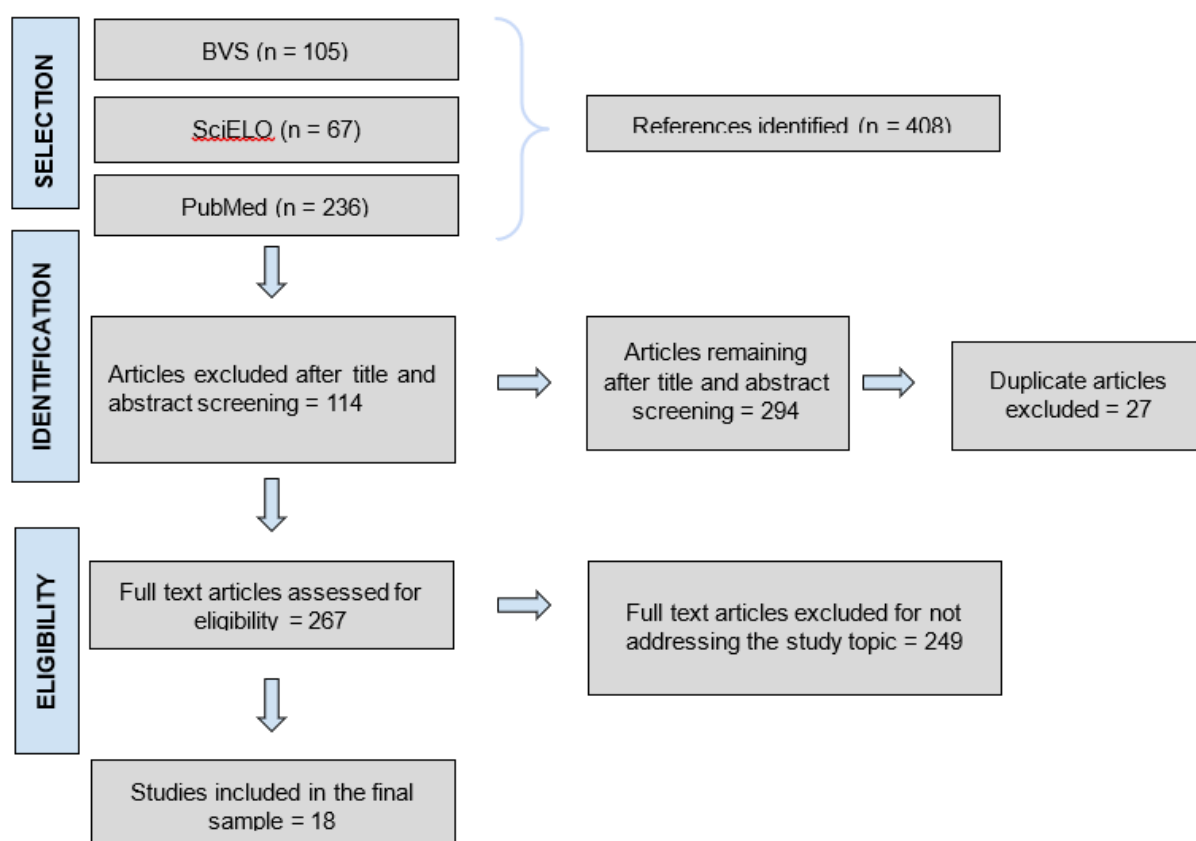 SELECTION
BVS (n = 105)
SciELO (n = 67)
PubMed (n = 236)
References identified (n = 408)
IDENTIFICATION
Articles excluded after title and
abstract screening = 114
Articles remaining
after title and abstract
screening = 294
Duplicate articles
excluded = 27
ELIGIBILITY
Full text articles assessed for
eligibility = 267
Full text articles excluded for not
addressing the study topic = 249
Studies included in the final
sample = 18